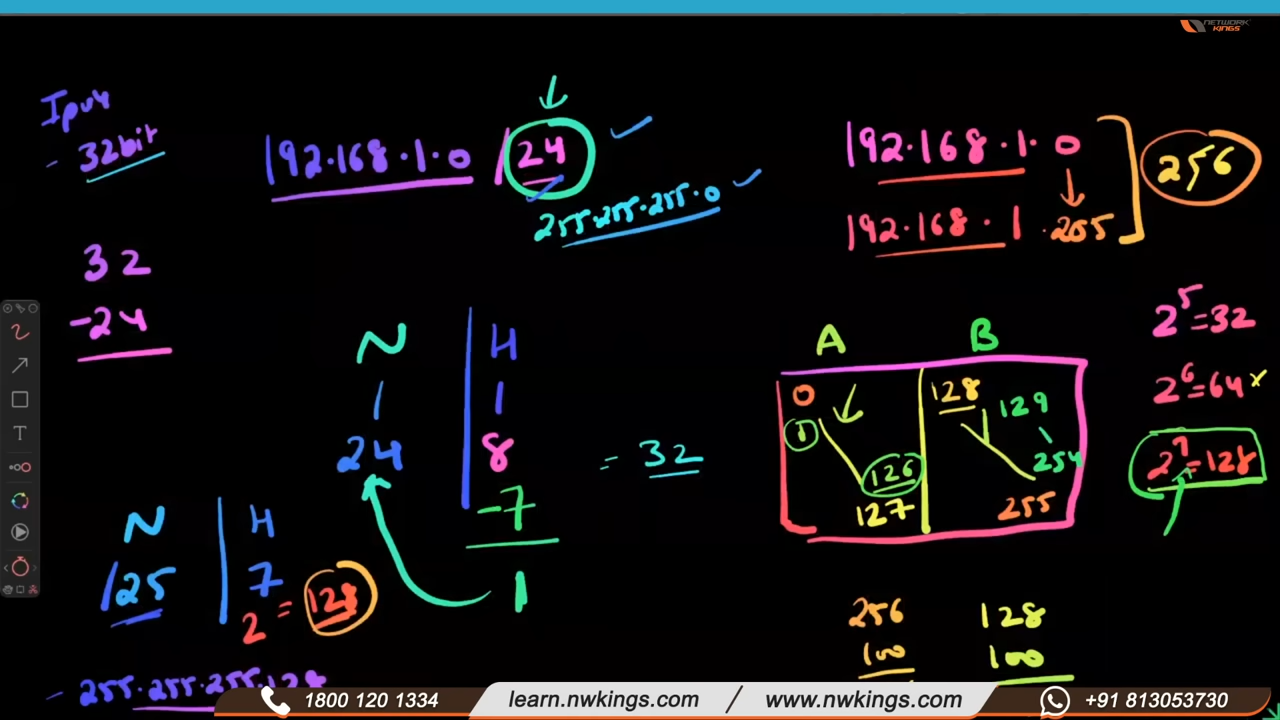 NETWORK
KINGS
Ipv4
- 32bit
192.168.1.0 /24
255.255.255.0
192.168.1.0
192.168.1.255
256
32
-24
N H
1 1
24 8
-7
1
= 32
A B
0 128
1 129
126 254
127 255
2^5=32
2^6=64x
2^7=128
N H
/25 7
2 = 128
- 255.255.255.128
256 128
100 100
1800 120 1334
learn.nwkings.com / www.nwkings.com
+91 813053730
T